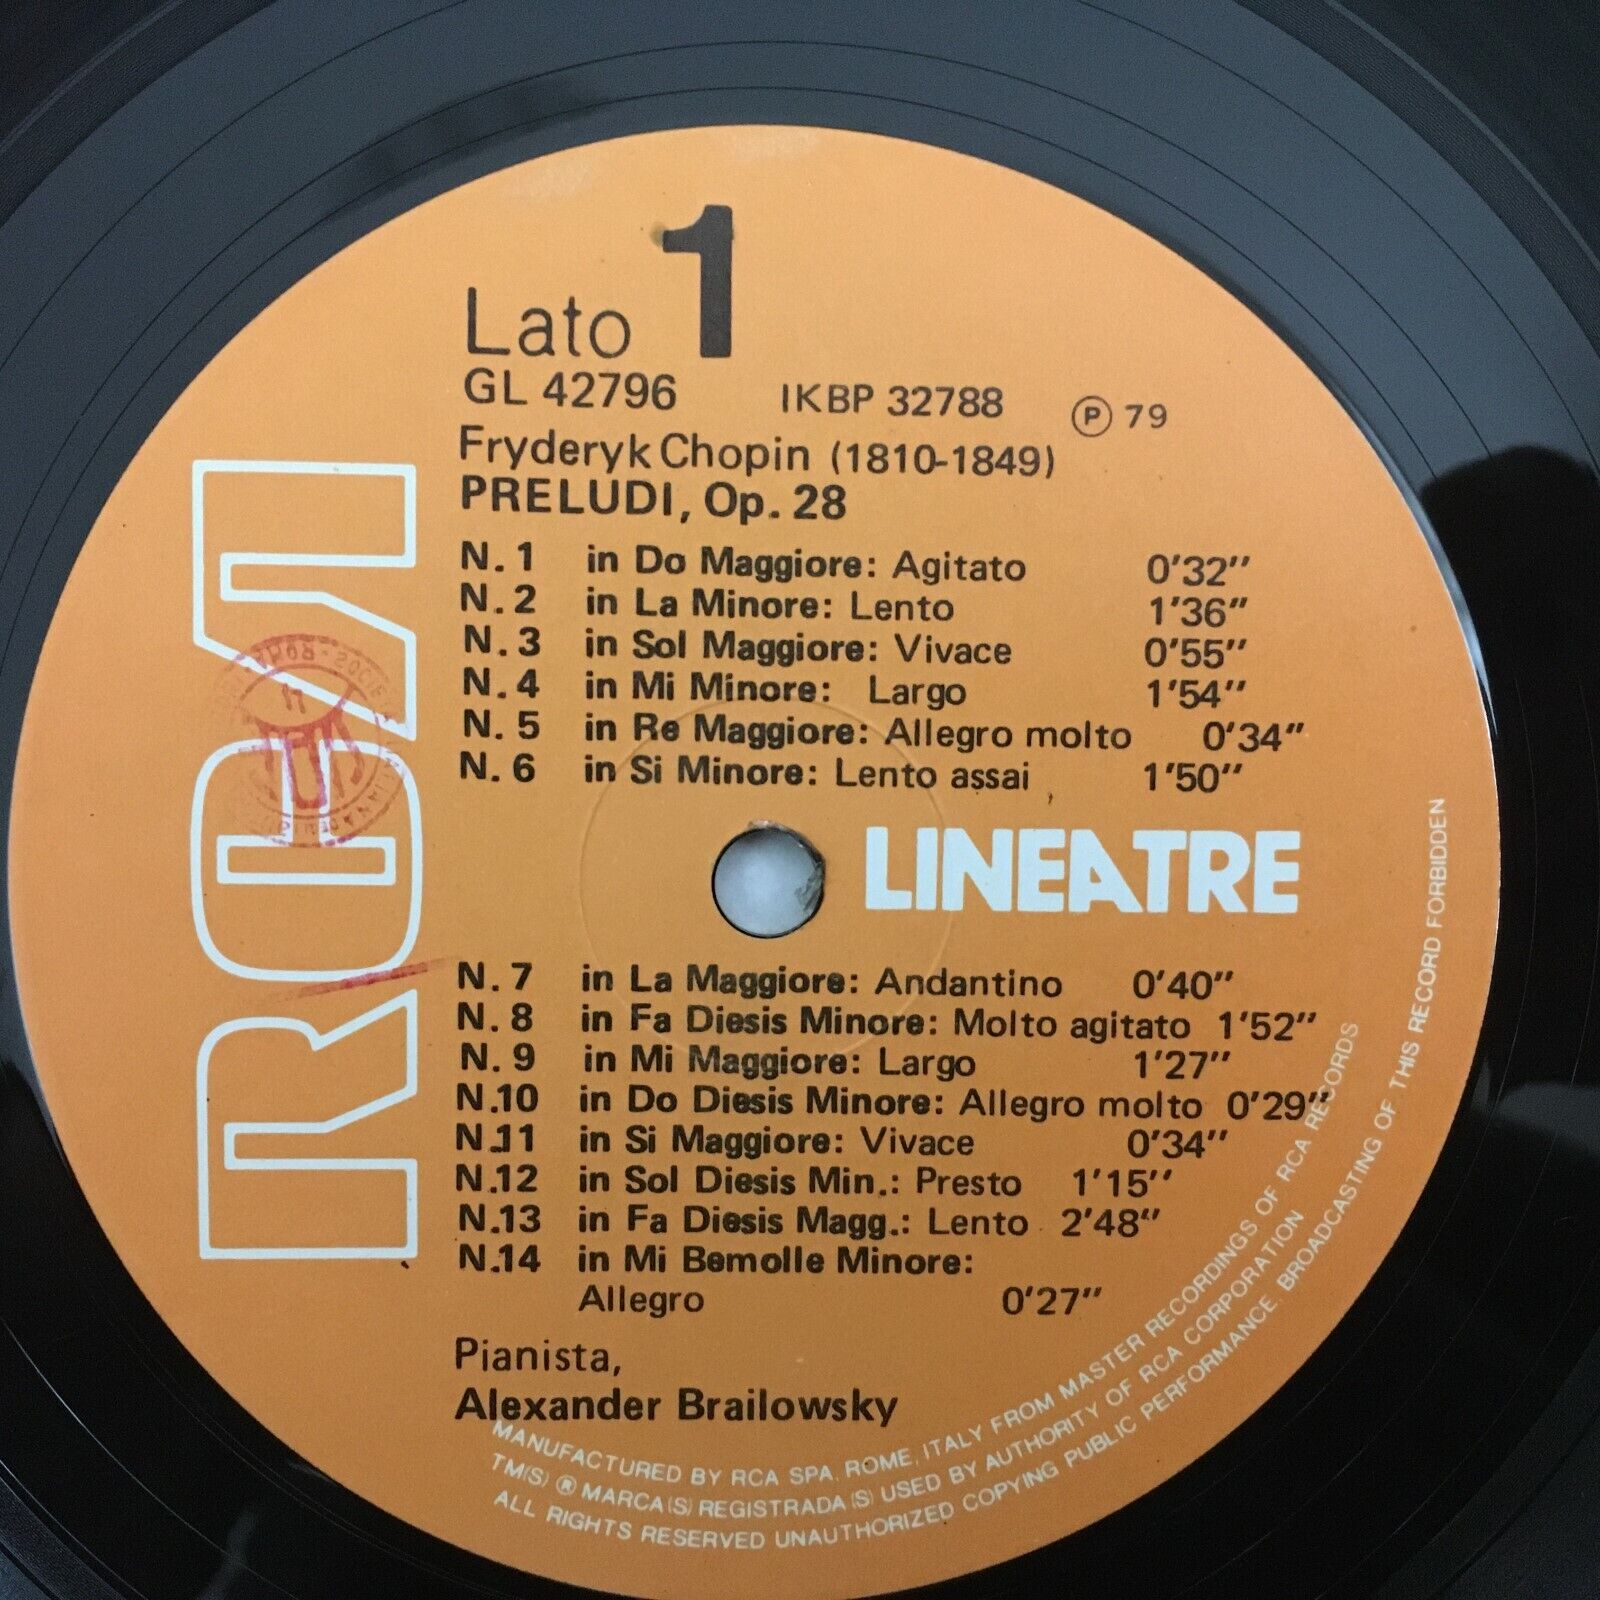 Lato 1
GL 42796 IKBP 32788 Ⓟ 79
Fryderyk Chopin (1810-1849)
PRELUDI, Op. 28
N. 1 in Do Maggiore: Agitato 0'32"
N. 2 in La Minore: Lento 1'36"
N. 3 in Sol Maggiore: Vivace 0'55"
N. 4 in Mi Minore: Largo 1'54"
N. 5 in Re Maggiore: Allegro molto 0'34"
N. 6 in Si Minore: Lento assai 1'50"
RCA
LINEATRE
N. 7 in La Maggiore: Andantino 0'40"
N. 8 in Fa Diesis Minore: Molto agitato 1'52"
N. 9 in Mi Maggiore: Largo 1'27"
N.10 in Do Diesis Minore: Allegro molto 0'29"
N.11 in Si Maggiore: Vivace 0'34"
N.12 in Sol Diesis Min.: Presto 1'15"
N.13 in Fa Diesis Magg.: Lento 2'48"
N.14 in Mi Bemolle Minore:
Allegro 0'27"
Pianista,
Alexander Brailowsky
MANUFACTURED BY RCA SPA, ROME, ITALY FROM MASTER RECORDINGS OF RCA RECORDS
TM(S) ® MARCA(S) REGISTRADA(S) USED BY AUTHORITY OF RCA CORPORATION
ALL RIGHTS RESERVED UNAUTHORIZED COPYING PUBLIC PERFORMANCE, BROADCASTING OF THIS RECORD FORBIDDEN